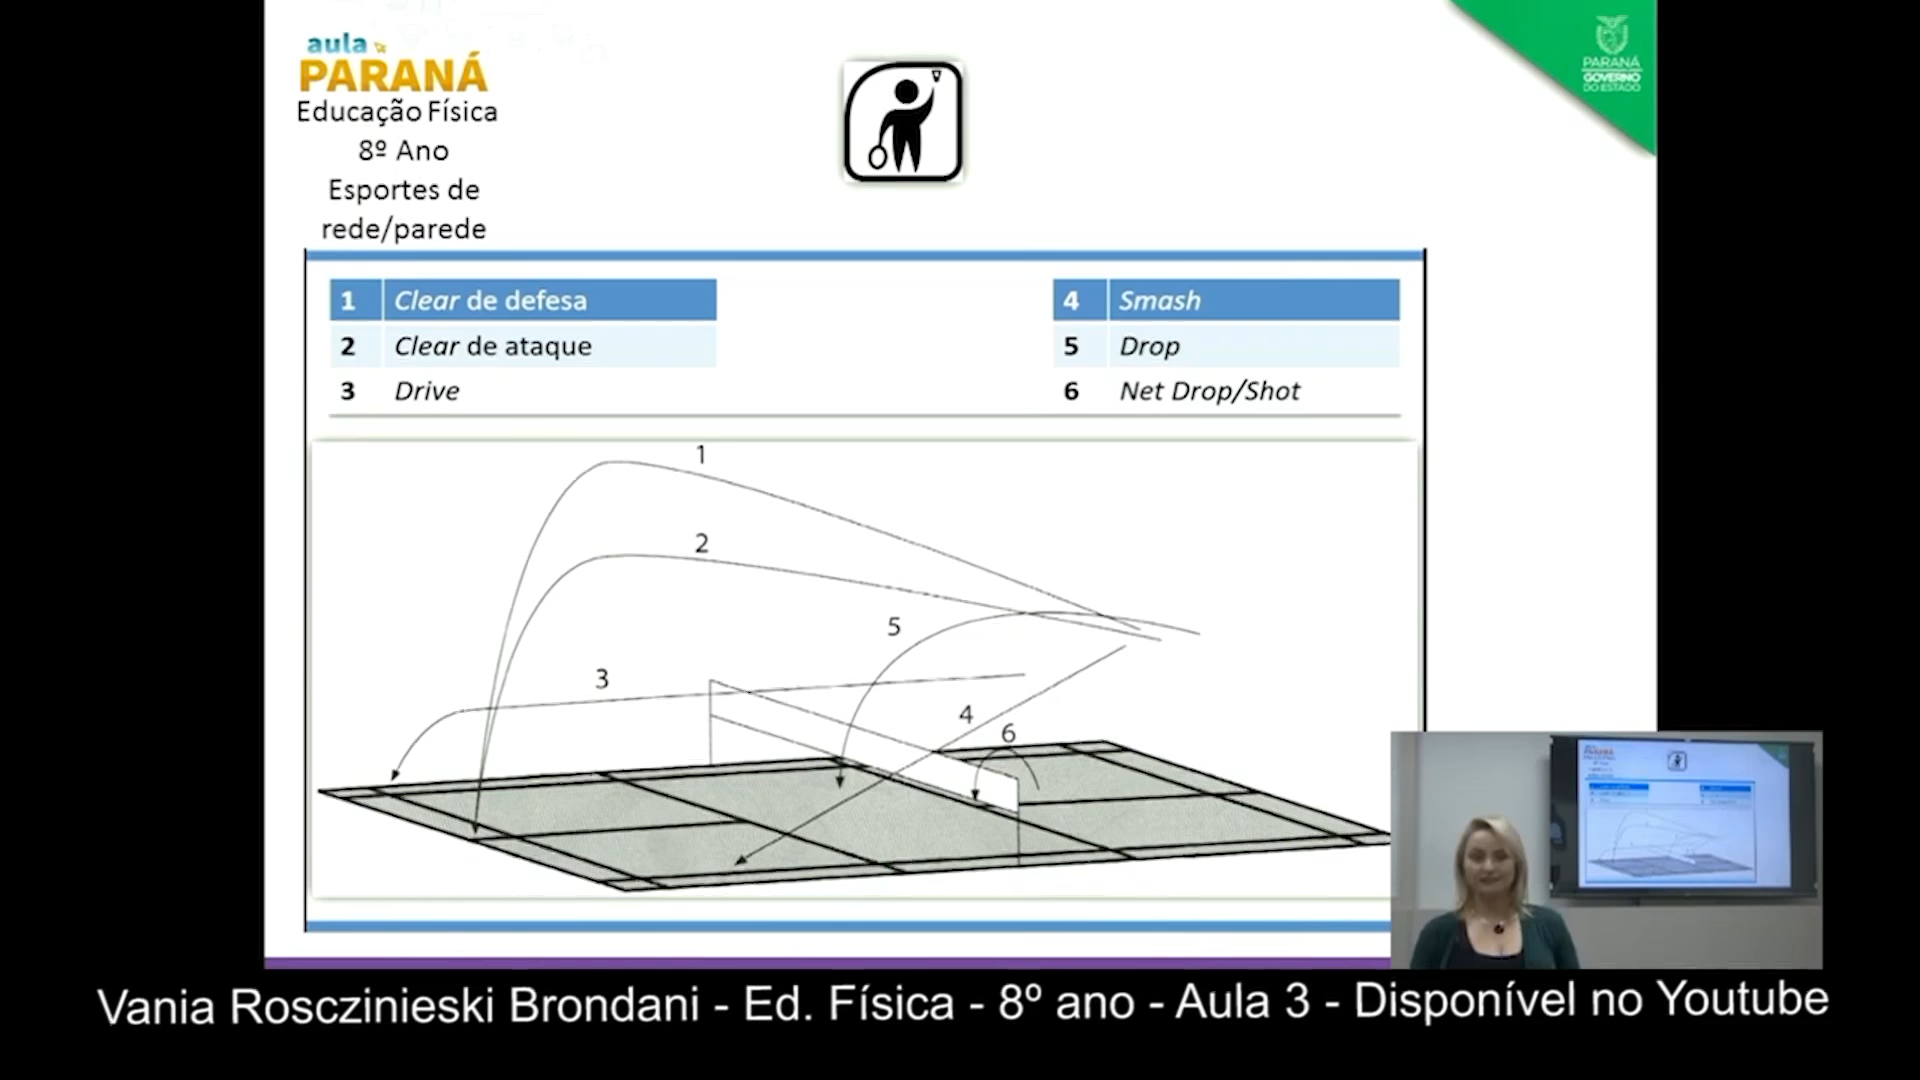 aula
PARANÁ
Educação Física
8º Ano
Esportes de
rede/parede
PARANÁ
GOVERNO
DO ESTADO
1 Clear de defesa
2 Clear de ataque
3 Drive
4 Smash
5 Drop
6 Net Drop/Shot
1
2
5
3
4
6
Vania Rosczinieski Brondani - Ed. Física - 8º ano - Aula 3 - Disponível no Youtube